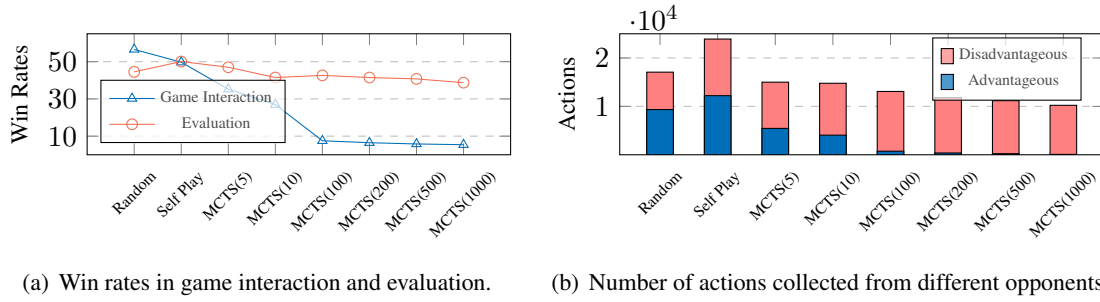 Win Rates
50
30
10
Game Interaction
Evaluation
Random
Self Play
MCTS(5)
MCTS(10)
MCTS(100)
MCTS(200)
MCTS(500)
MCTS(1000)
(a) Win rates in game interaction and evaluation.
·10⁴
Actions
2
1
Disadvantageous
Advantageous
Random
Self Play
MCTS(5)
MCTS(10)
MCTS(100)
MCTS(200)
MCTS(500)
MCTS(1000)
(b) Number of actions collected from different opponents